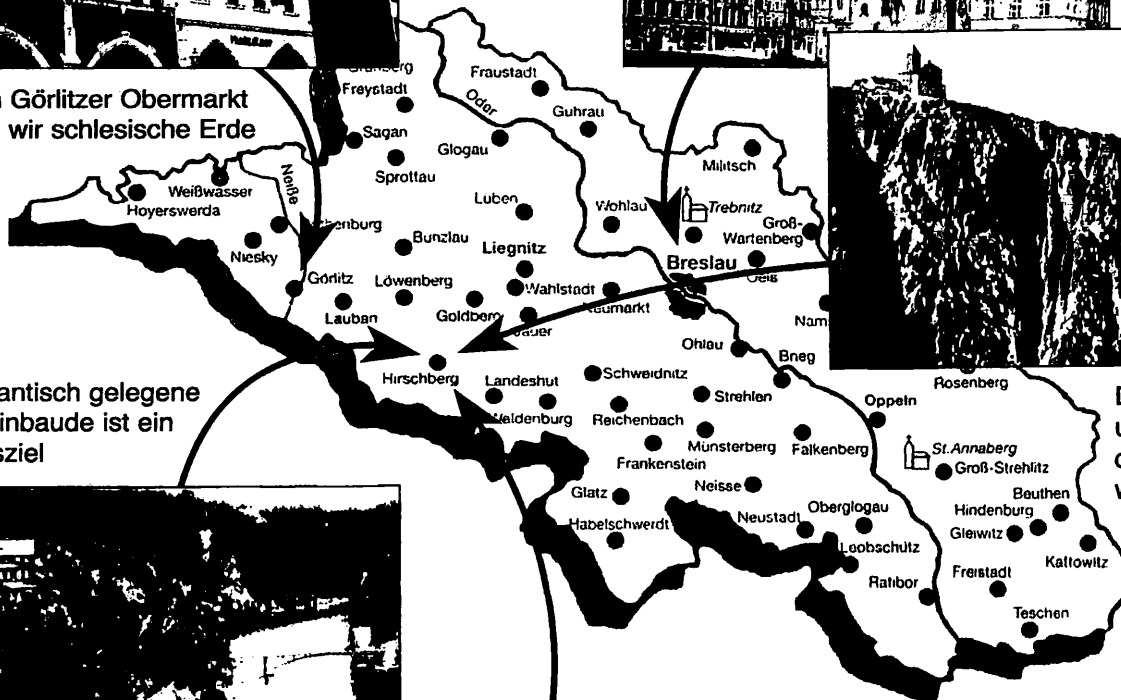 Görlitzer Obermarkt
wir schlesische Erde
antisch gelegene
inbaude ist ein
sziel
Freystadt
Fraustadt
Oder
Guhrau
Sagan
Glogau
Sprottau
Militsch
Neiße
Weißwasser
Hoyerswerda
Luben
Wohlau
Trebnitz
Groß-
Wartenberg
Bunzlau
Liegnitz
Niesky
Breslau
Oels
Görlitz
Löwenberg
Wahlstadt
Lauban
Goldberg
Jauer
Ohlau
Brieg
Hirschberg
Landeshut
Schweidnitz
Strehlen
Rosenberg
Oppeln
Reichenbach
Münsterberg
Falkenberg
St.Annaberg
Groß-Strehlitz
Frankenstein
Glatz
Neisse
Beuthen
Hindenburg
Oberglogau
Habelschwerdt
Neustadt
Gleiwitz
Leobschütz
Kattowitz
Ratibor
Freistadt
Teschen